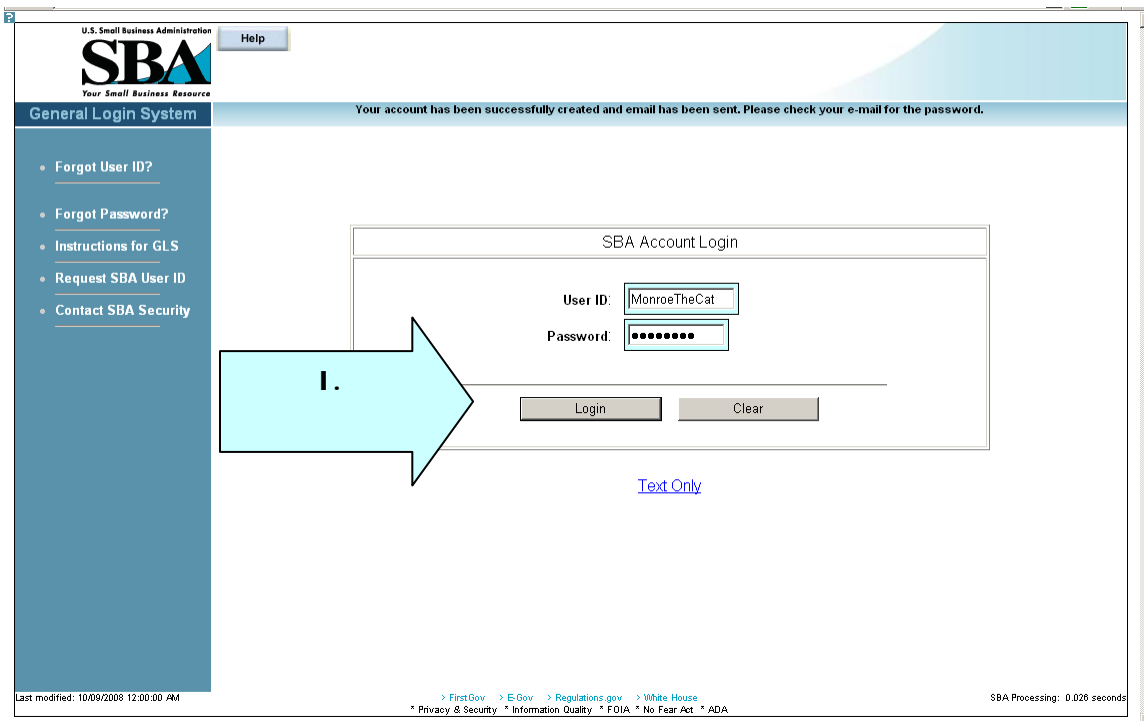 U.S. Small Business Administration
SBA
Your Small Business Resource
Help
General Login System
Your account has been successfully created and email has been sent. Please check your e-mail for the password.
Forgot User ID?
Forgot Password?
Instructions for GLS
Request SBA User ID
Contact SBA Security
SBA Account Login
User ID: MonroeTheCat
Password: ●●●●●●●●
I.
Login Clear
Text Only
Last modified: 10/09/2008 12:00:00 AM
> FirstGov > E-Gov > Regulations.gov > White House
* Privacy & Security * Information Quality * FOIA * No Fear Act * ADA
SBA Processing: 0.026 seconds